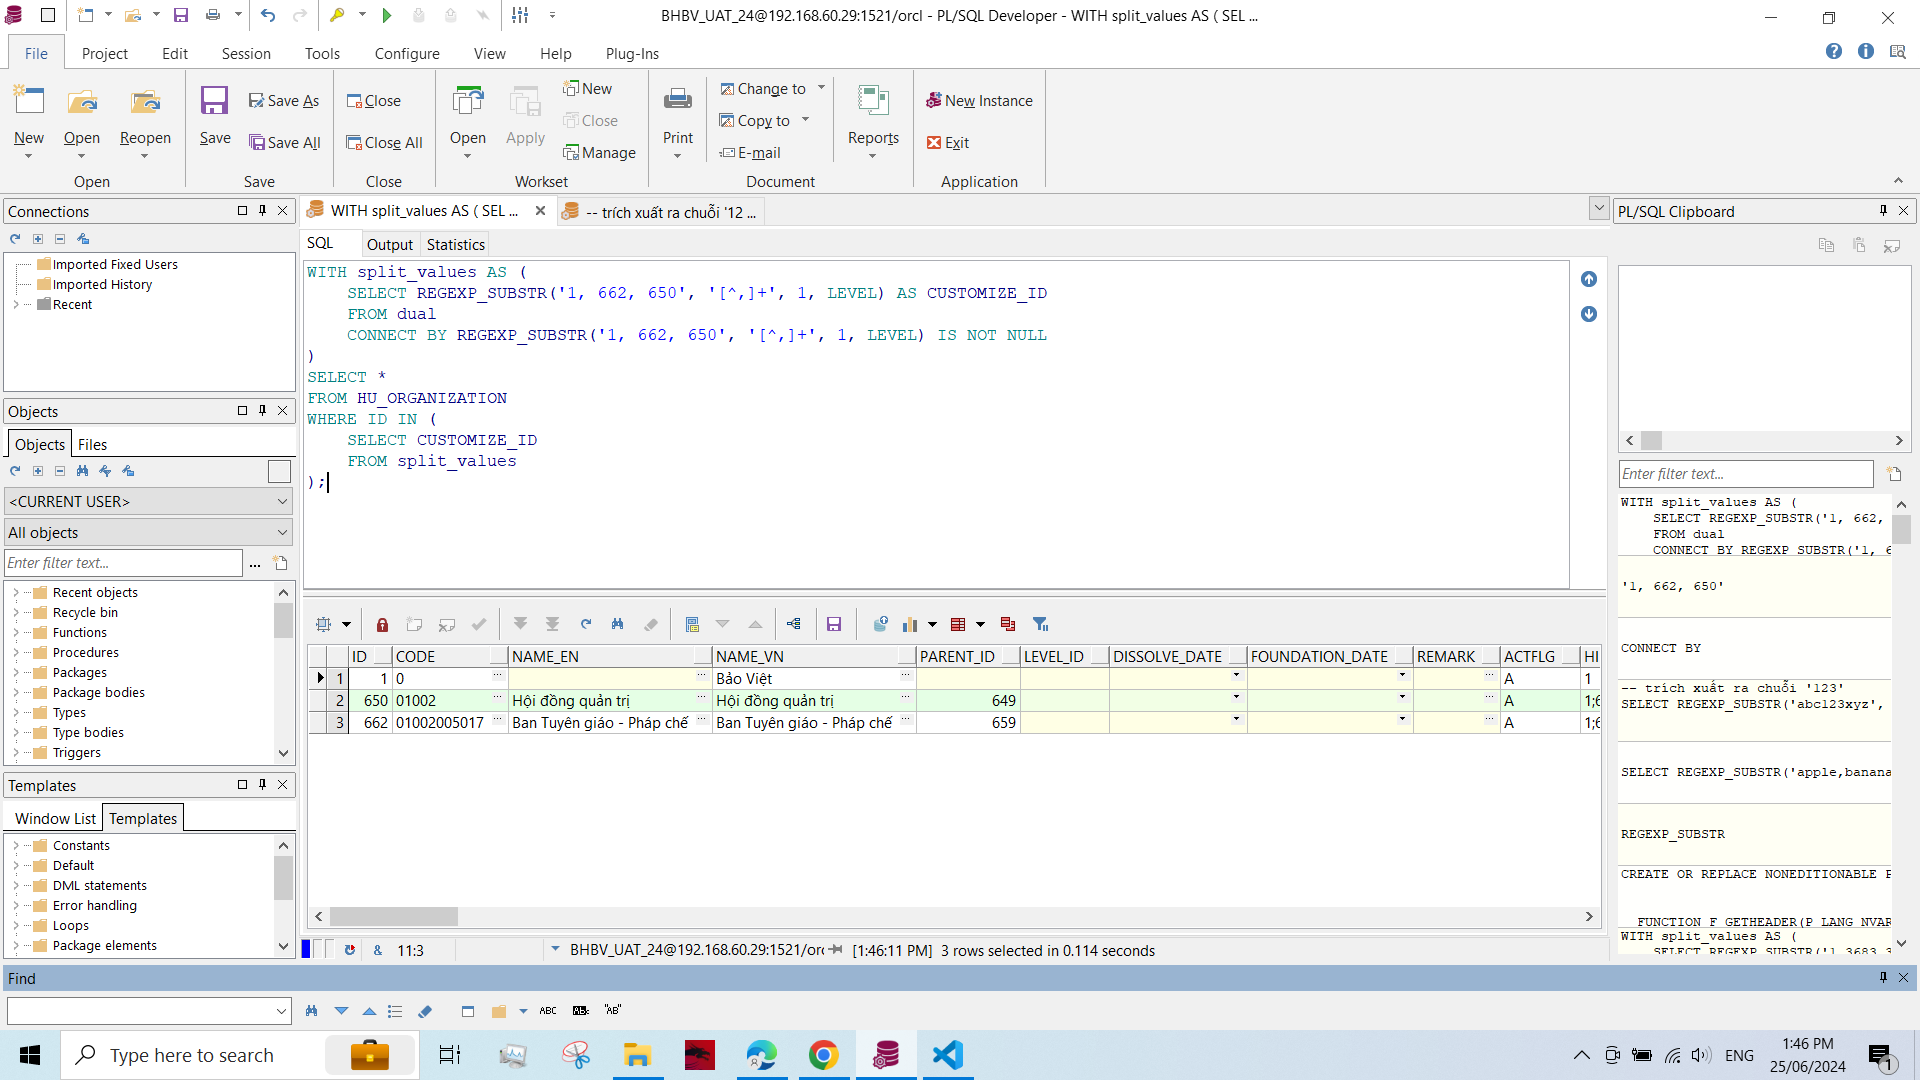 BHBV_UAT_24@192.168.60.29:1521/orcl - PL/SQL Developer - WITH split_values AS ( SEL ...
File Project Edit Session Tools Configure View Help Plug-Ins
New Open Reopen Save Save As Save All Close Close All Open Apply New Close Manage Print Change to Copy to E-mail Reports New Instance Exit
Open Save Close Workset Document Application
Connections
Imported Fixed Users
Imported History
Recent
Objects
Objects Files
<CURRENT USER>
All objects
Enter filter text...
Recent objects
Recycle bin
Functions
Procedures
Packages
Package bodies
Types
Type bodies
Triggers
Templates
Window List Templates
Constants
Default
DML statements
Error handling
Loops
Package elements
WITH split_values AS ( SEL ... -- trích xuất ra chuỗi '12 ...
SQL Output Statistics
WITH split_values AS (
SELECT REGEXP_SUBSTR('1, 662, 650', '[^,]+', 1, LEVEL) AS CUSTOMIZE_ID
FROM dual
CONNECT BY REGEXP_SUBSTR('1, 662, 650', '[^,]+', 1, LEVEL) IS NOT NULL
)
SELECT *
FROM HU_ORGANIZATION
WHERE ID IN (
SELECT CUSTOMIZE_ID
FROM split_values
);
ID CODE NAME_EN NAME_VN PARENT_ID LEVEL_ID DISSOLVE_DATE FOUNDATION_DATE REMARK ACTFLG HI
1 1 0 Bảo Việt A 1
2 650 01002 Hội đồng quản trị Hội đồng quản trị 649 A 1;6
3 662 01002005017 Ban Tuyên giáo - Pháp chế Ban Tuyên giáo - Pháp chế 659 A 1;6
& 11:3 BHBV_UAT_24@192.168.60.29:1521/orc [1:46:11 PM] 3 rows selected in 0.114 seconds
PL/SQL Clipboard
Enter filter text...
WITH split_values AS (
SELECT REGEXP_SUBSTR('1, 662,
FROM dual
CONNECT BY REGEXP_SUBSTR('1, 6
'1, 662, 650'
CONNECT BY
-- trích xuất ra chuỗi '123'
SELECT REGEXP_SUBSTR('abc123xyz',
SELECT REGEXP_SUBSTR('apple,banana
REGEXP_SUBSTR
CREATE OR REPLACE NONEDITIONABLE P
FUNCTION F_GETHEADER(P_LANG NVAR
WITH split_values AS (
SELECT REGEXP_SUBSTR('1,3683,3
Find
ABC AB "AB"
Type here to search
ENG
1:46 PM
25/06/2024
1